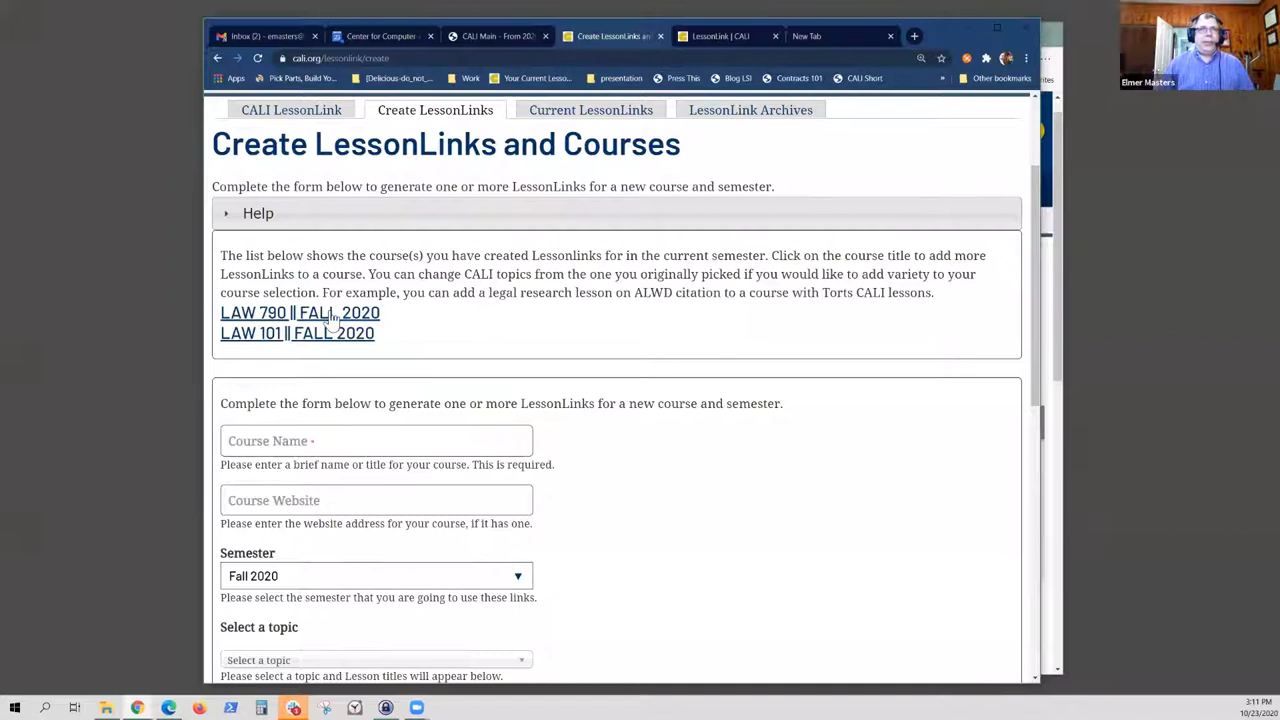 Inbox (2) - emasters@
Center for Computer
CALI Main - From 202
Create LessonLinks an
LessonLink | CALI
New Tab
cali.org/lessonlink/create
Apps
Pick Parts, Build Yo...
[Delicious-do_not_...
Work
Your Current Lesso...
presentation
Press This
Blog LSI
Contracts 101
CALI Short
»
Other bookmarks
Elmer Masters
CALI LessonLink
Create LessonLinks
Current LessonLinks
LessonLink Archives
Create LessonLinks and Courses
Complete the form below to generate one or more LessonLinks for a new course and semester.
Help
The list below shows the course(s) you have created Lessonlinks for in the current semester. Click on the course title to add more
LessonLinks to a course. You can change CALI topics from the one you originally picked if you would like to add variety to your
course selection. For example, you can add a legal research lesson on ALWD citation to a course with Torts CALI lessons.
LAW 790 || FALL 2020
LAW 101 || FALL 2020
Complete the form below to generate one or more LessonLinks for a new course and semester.
Course Name *
Please enter a brief name or title for your course. This is required.
Course Website
Please enter the website address for your course, if it has one.
Semester
Fall 2020
Please select the semester that you are going to use these links.
Select a topic
Select a topic
Please select a topic and Lesson titles will appear below.
3:11 PM
10/23/2020